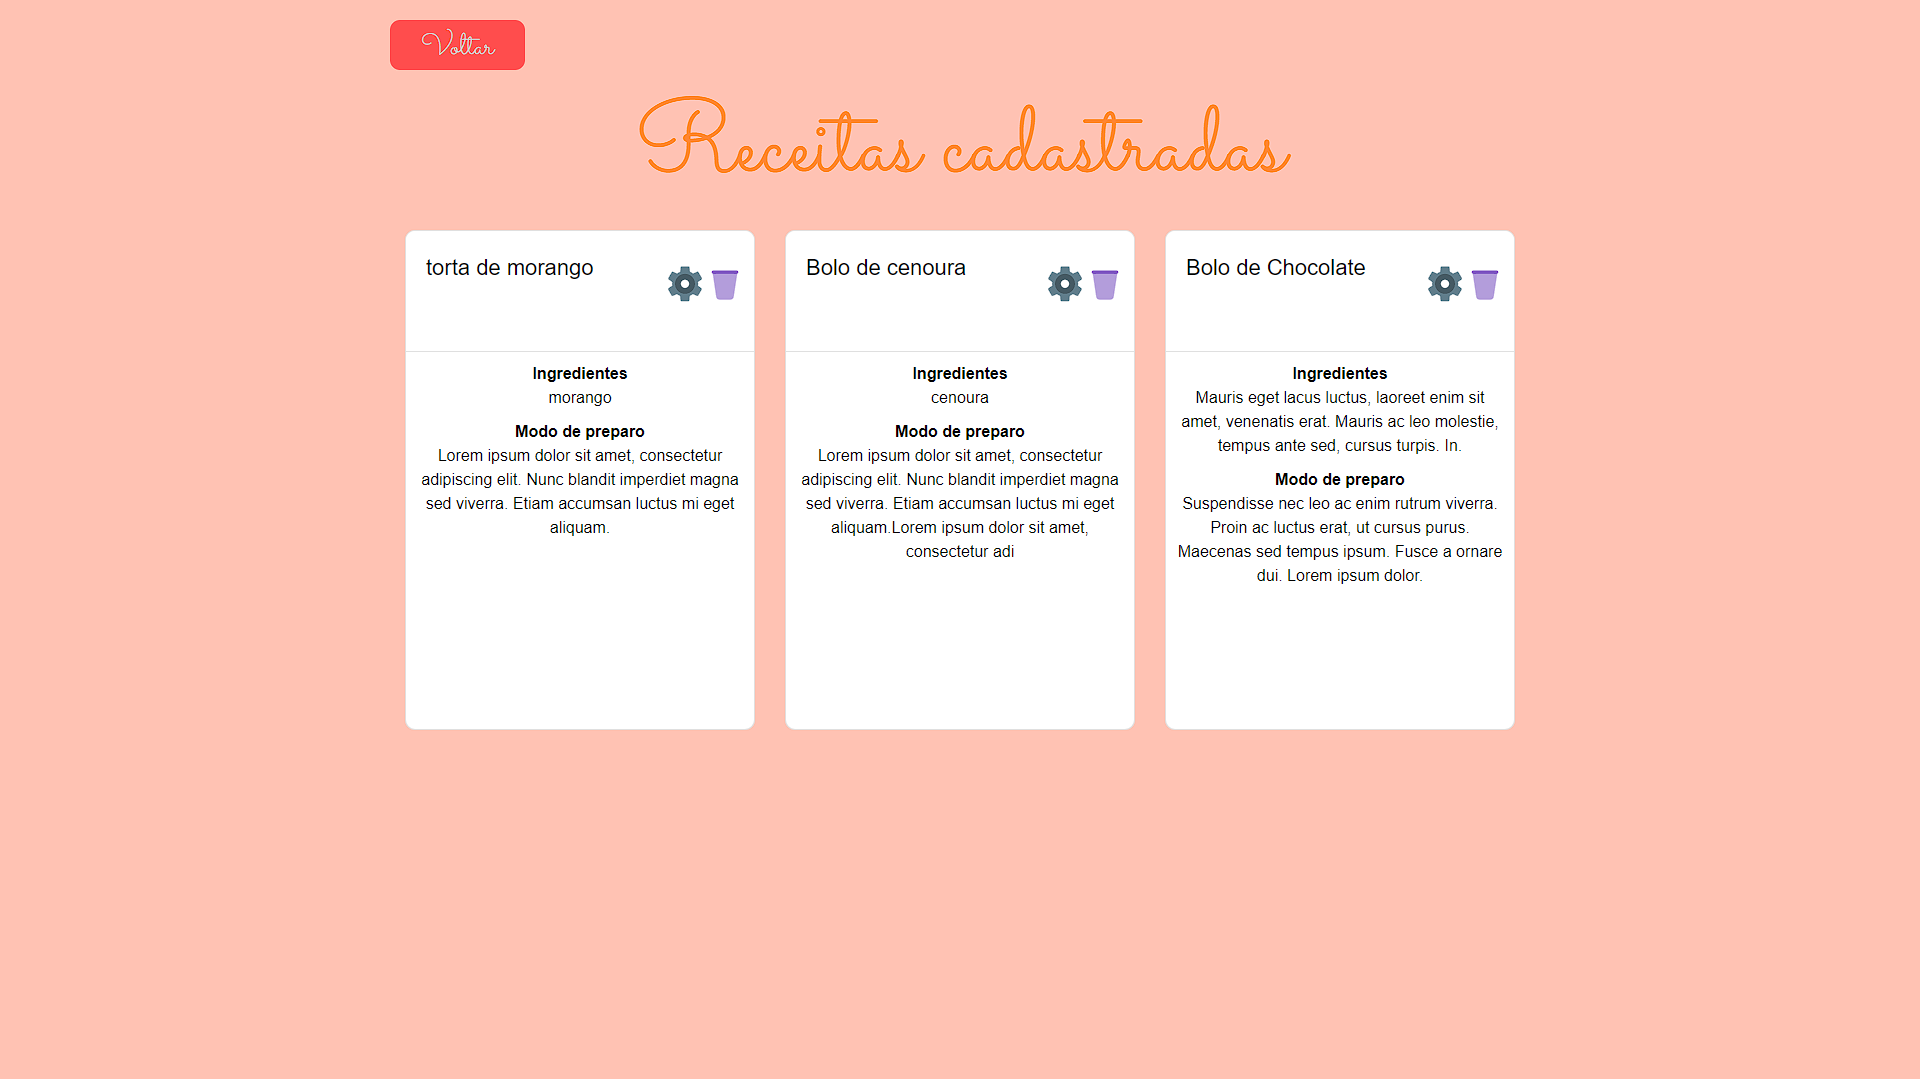 Voltar
Receitas cadastradas
torta de morango
Ingredientes
morango
Modo de preparo
Lorem ipsum dolor sit amet, consectetur
adipiscing elit. Nunc blandit imperdiet magna
sed viverra. Etiam accumsan luctus mi eget
aliquam.
Bolo de cenoura
Ingredientes
cenoura
Modo de preparo
Lorem ipsum dolor sit amet, consectetur
adipiscing elit. Nunc blandit imperdiet magna
sed viverra. Etiam accumsan luctus mi eget
aliquam.Lorem ipsum dolor sit amet,
consectetur adi
Bolo de Chocolate
Ingredientes
Mauris eget lacus luctus, laoreet enim sit
amet, venenatis erat. Mauris ac leo molestie,
tempus ante sed, cursus turpis. In.
Modo de preparo
Suspendisse nec leo ac enim rutrum viverra.
Proin ac luctus erat, ut cursus purus.
Maecenas sed tempus ipsum. Fusce a ornare
dui. Lorem ipsum dolor.